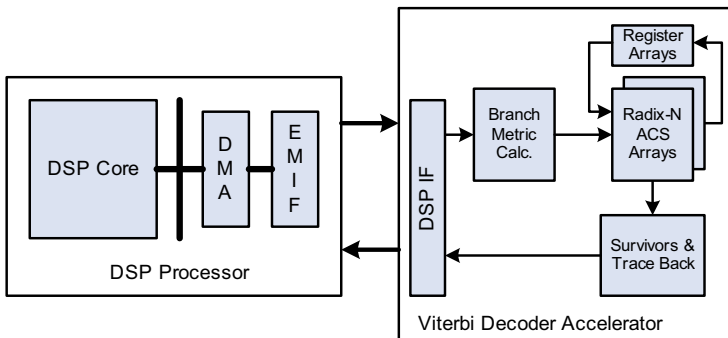 DSP Core
D
M
A
E
M
I
F
DSP Processor
DSP IF
Branch
Metric
Calc.
Register
Arrays
Radix-N
ACS
Arrays
Survivors &
Trace Back
Viterbi Decoder Accelerator